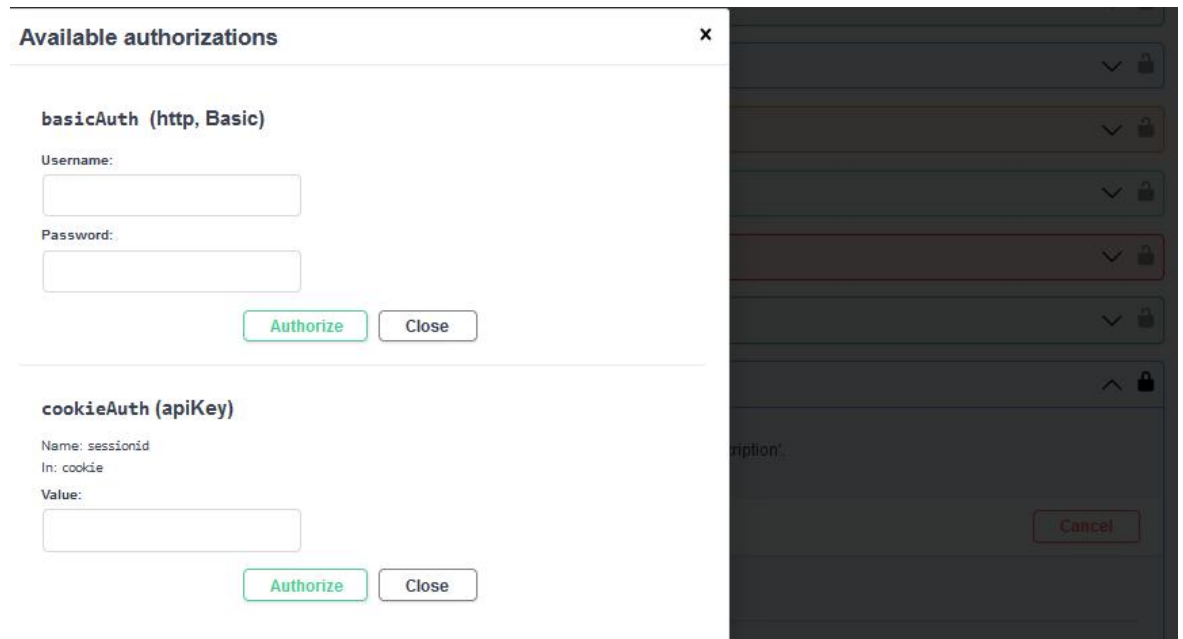 Available authorizations
x
basicAuth (http, Basic)
Username:
Password:
Authorize Close
cookieAuth (apiKey)
Name: sessionid
In: cookie
Value:
Authorize Close
ription'.
Cancel